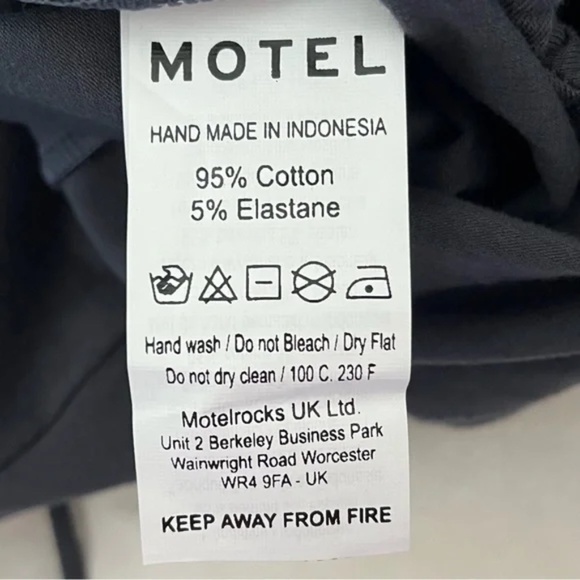 MOTEL
HAND MADE IN INDONESIA
95% Cotton
5% Elastane
Hand wash / Do not Bleach / Dry Flat
Do not dry clean / 100 C. 230 F
Motelrocks UK Ltd.
Unit 2 Berkeley Business Park
Wainwright Road Worcester
WR4 9FA - UK
KEEP AWAY FROM FIRE